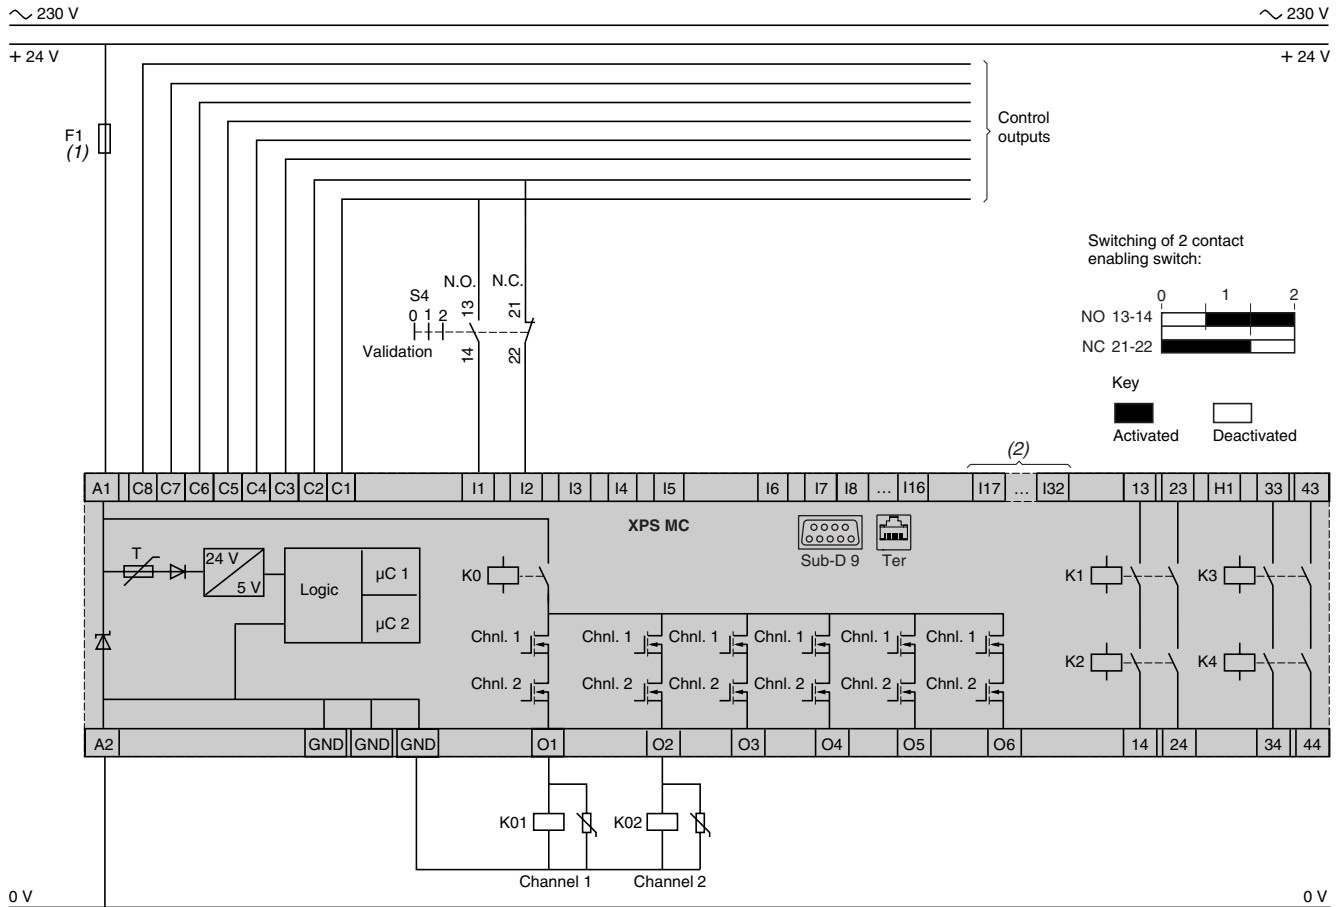 230 V 230 V
+ 24 V + 24 V
Control
outputs
F1
(1)
Switching of 2 contact
enabling switch:
N.O. N.C.
S4
0 1 2
13 21
14 22
Validation
0 1 2
NO 13-14
NC 21-22
Key
Activated Deactivated
(2)
A1 C8 C7 C6 C5 C4 C3 C2 C1 I1 I2 I3 I4 I5 I6 I7 I8 ... I16 I17 ... I32 13 23 H1 33 43
XPS MC
Sub-D 9 Ter
T
24 V
5 V
Logic
µC 1
µC 2
K0 K1 K3
K2 K4
Chnl. 1 Chnl. 1 Chnl. 1 Chnl. 1 Chnl. 1 Chnl. 1
Chnl. 2 Chnl. 2 Chnl. 2 Chnl. 2 Chnl. 2 Chnl. 2
A2 GND GND GND O1 O2 O3 O4 O5 O6 14 24 34 44
K01 K02
Channel 1 Channel 2
0 V 0 V